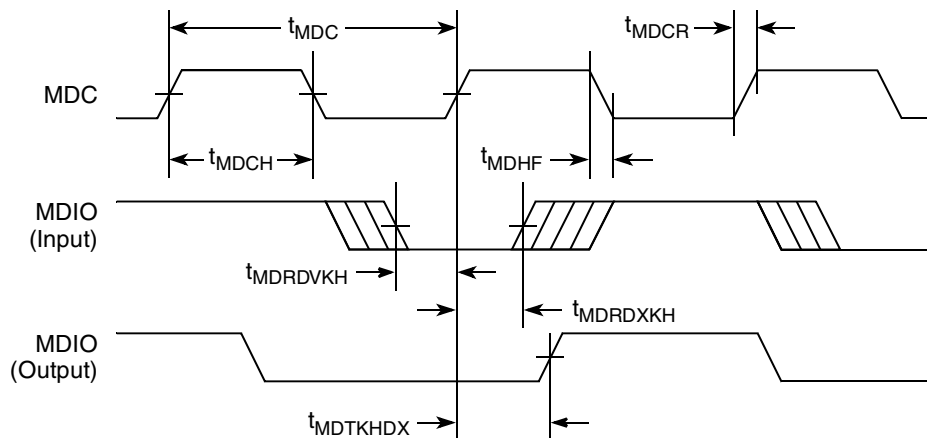 tMDC
tMDCR
MDC
tMDCH
tMDHF
MDIO
(Input)
tMDRDVKH
tMDRDXKH
MDIO
(Output)
tMDTKHDX